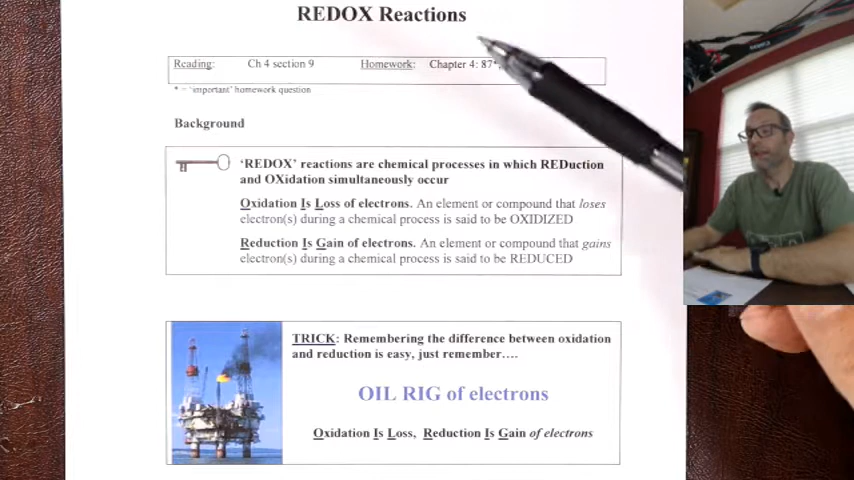 REDOX Reactions
Reading: Ch 4 section 9 Homework: Chapter 4: 87*,
* = 'important' homework question
Background
'REDOX' reactions are chemical processes in which REDuction
and OXidation simultaneously occur
Oxidation Is Loss of electrons. An element or compound that loses
electron(s) during a chemical process is said to be OXIDIZED
Reduction Is Gain of electrons. An element or compound that gains
electron(s) during a chemical process is said to be REDUCED
TRICK: Remembering the difference between oxidation
and reduction is easy, just remember....
OIL RIG of electrons
Oxidation Is Loss, Reduction Is Gain of electrons